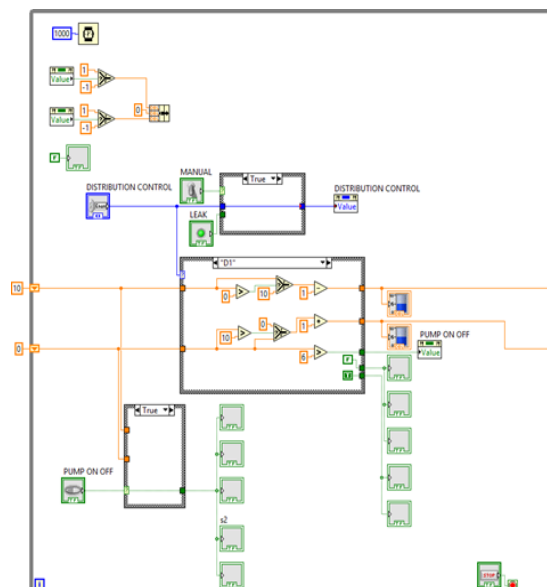 1000
1
-1
Value
0
1
-1
Value
F
MANUAL
True
DISTRIBUTION CONTROL
DISTRIBUTION CONTROL
Value
LEAK
"D1"
10
0
10
1
0
10
1
PUMP ON OFF
0
6
Value
F
True
PUMP ON OFF
s2
STOP
i